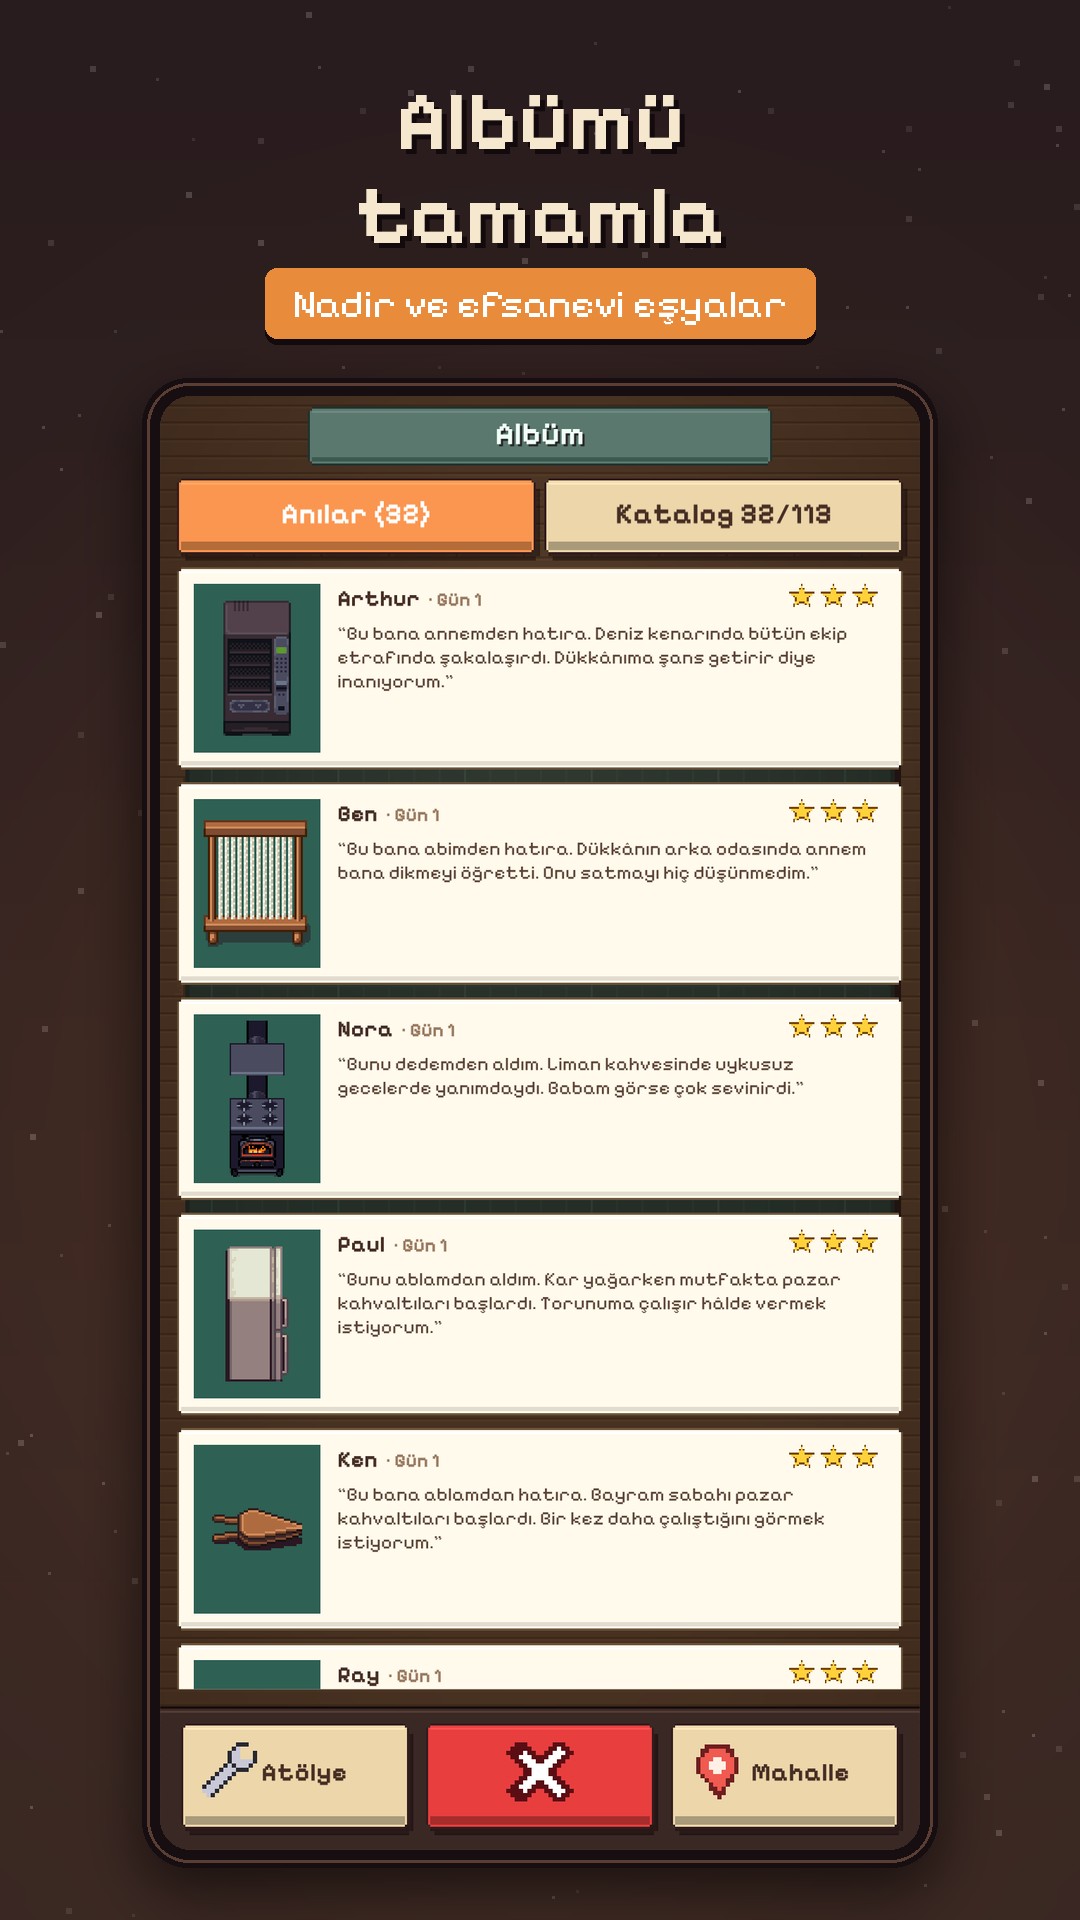 Albümü
tamamla
Nadir ve efsanevi eşyalar
Albüm
Anılar (32)
Katalog 32/113
Arthur · Gün 1
“Bu bana annemden hatıra. Deniz kenarında bütün ekip
etrafında şakalaşırdı. Dükkânıma şans getirir diye
inanıyorum.”
Ben · Gün 1
“Bu bana abimden hatıra. Dükkânın arka odasında annem
bana dikmeyi öğretti. Onu satmayı hiç düşünmedim.”
Nora · Gün 1
“Bunu dedemden aldım. Liman kahvesinde uykusuz
gecelerde yanımdaydı. Babam görse çok sevinirdi.”
Paul · Gün 1
“Bunu ablamdan aldım. Kar yağarken mutfakta pazar
kahvaltıları başlardı. Torunuma çalışır hâlde vermek
istiyorum.”
Ken · Gün 1
“Bu bana ablamdan hatıra. Bayram sabahı pazar
kahvaltıları başlardı. Bir kez daha çalıştığını görmek
istiyorum.”
Ray · Gün 1
Atölye
Mahalle